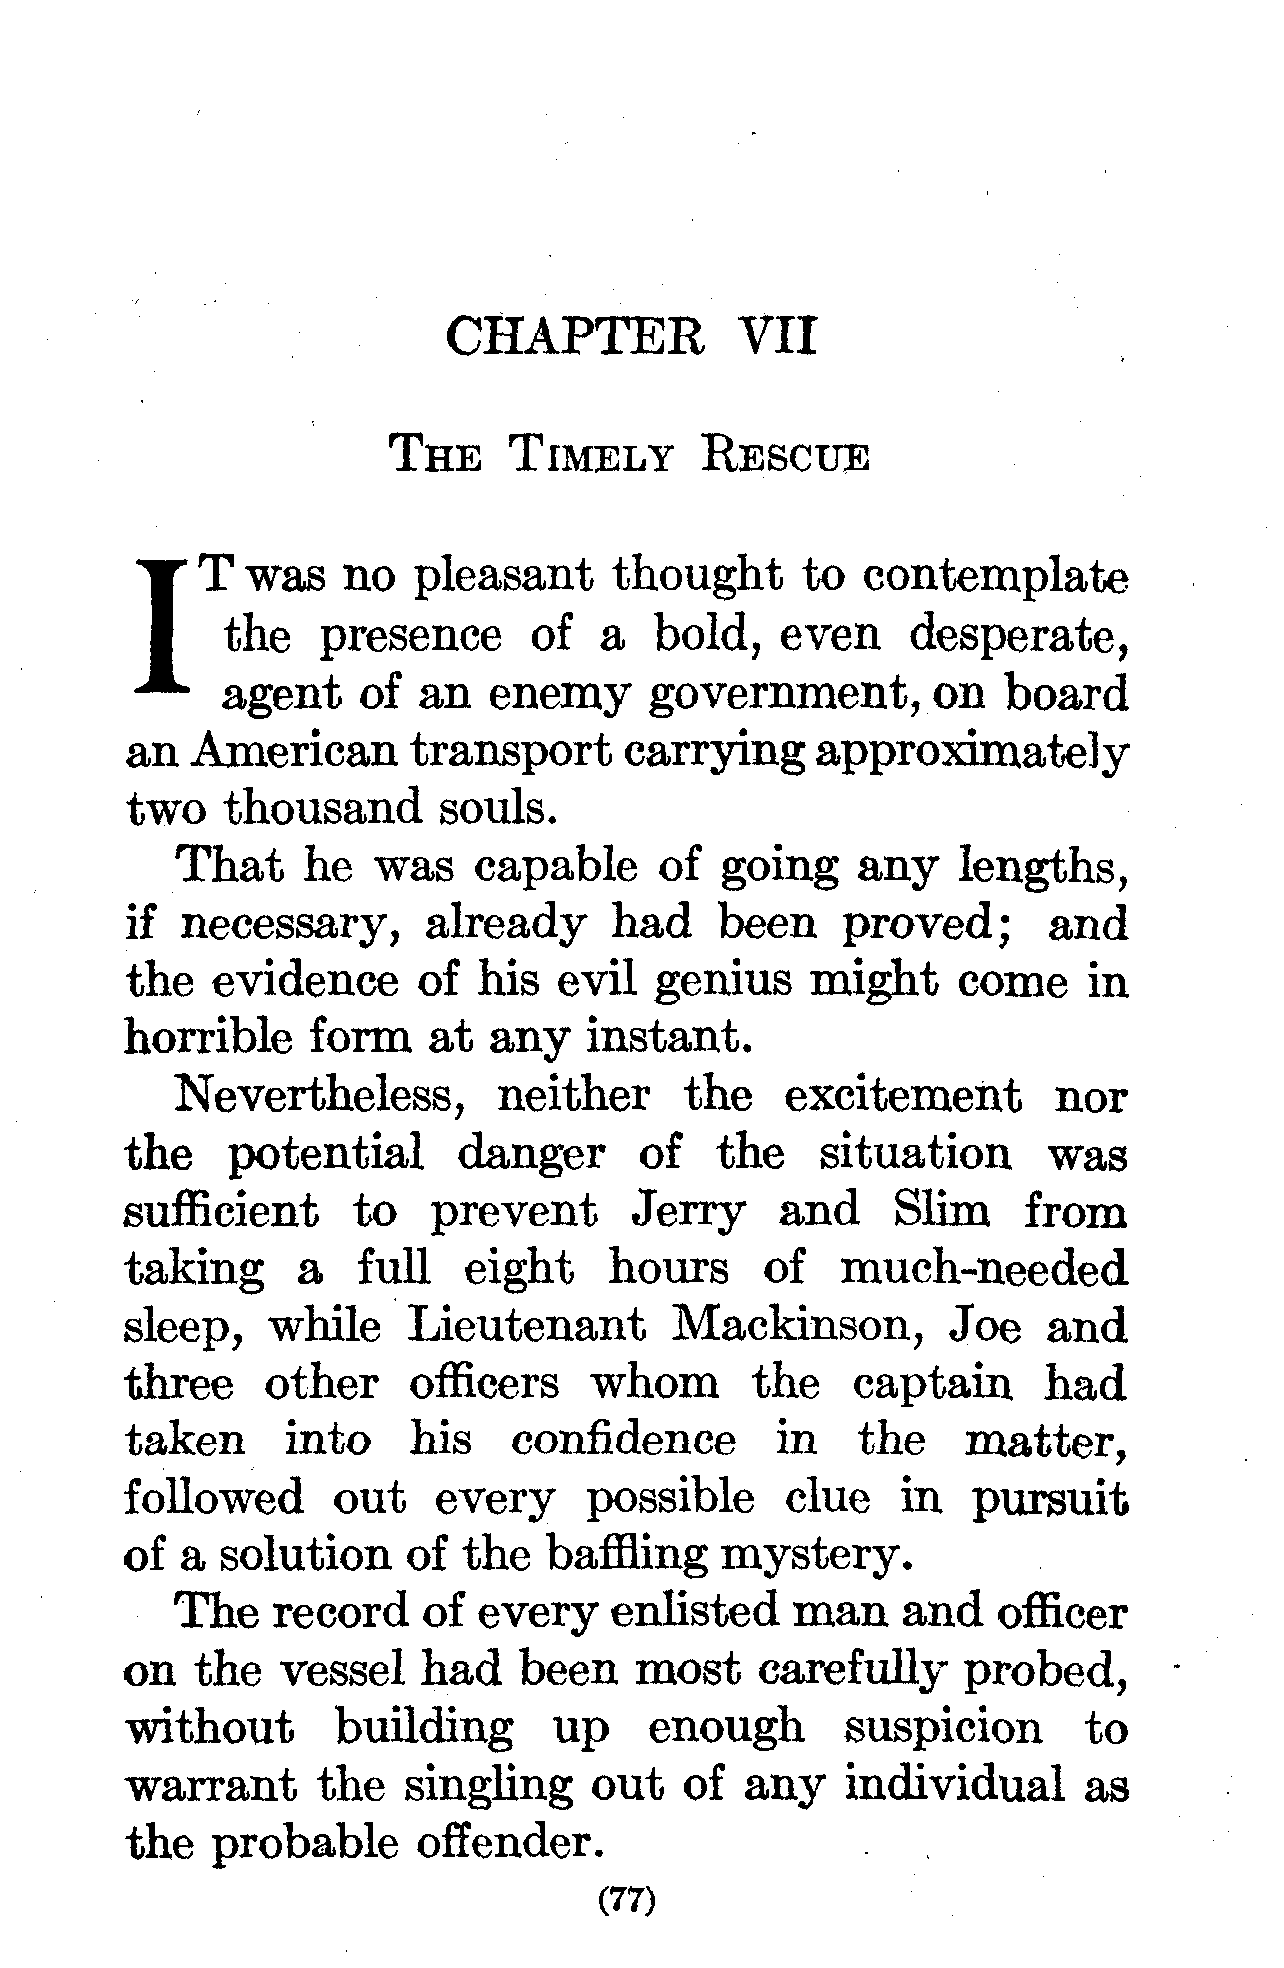 CHAPTER VII
THE TIMELY RESCUE
IT was no pleasant thought to contemplate
the presence of a bold, even desperate,
agent of an enemy government, on board
an American transport carrying approximately
two thousand souls.
That he was capable of going any lengths,
if necessary, already had been proved; and
the evidence of his evil genius might come in
horrible form at any instant.
Nevertheless, neither the excitement nor
the potential danger of the situation was
sufficient to prevent Jerry and Slim from
taking a full eight hours of much-needed
sleep, while Lieutenant Mackinson, Joe and
three other officers whom the captain had
taken into his confidence in the matter,
followed out every possible clue in pursuit
of a solution of the baffling mystery.
The record of every enlisted man and officer
on the vessel had been most carefully probed,
without building up enough suspicion to
warrant the singling out of any individual as
the probable offender.
(77)